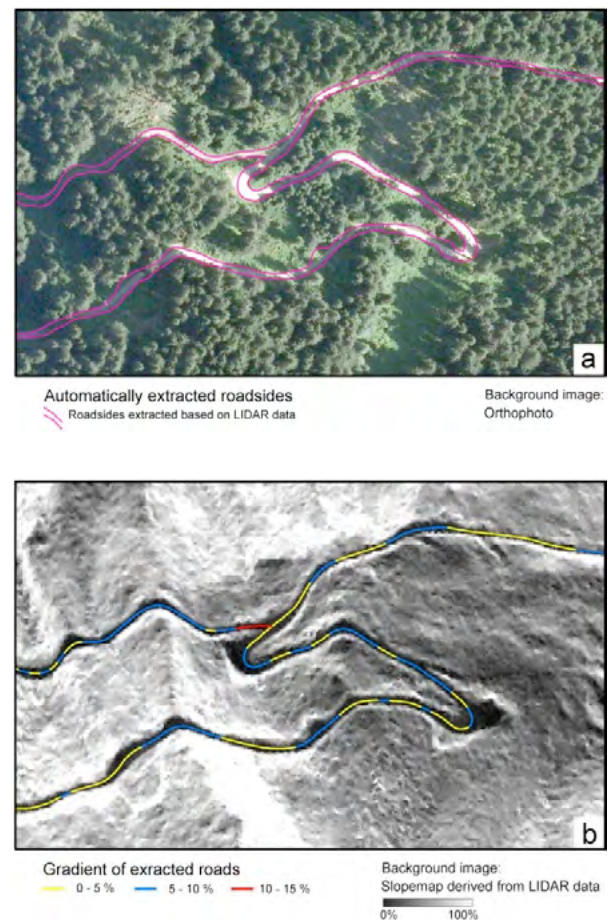 a
Automatically extracted roadsides
Roadsides extracted based on LIDAR data
Background image:
Orthophoto
b
Gradient of exracted roads
0 - 5 %
5 - 10 %
10 - 15 %
Background image:
Slopemap derived from LIDAR data
0%
100%